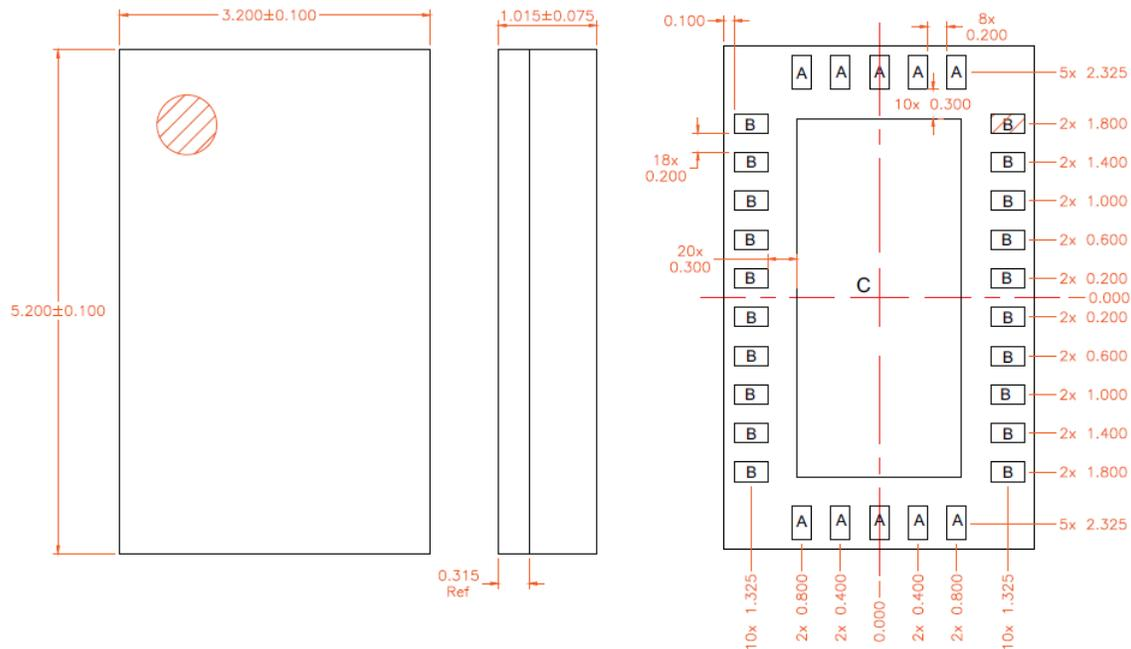 3.200±0.100
1.015±0.075
0.100
8x
0.200
A A A A A
5x 2.325
10x 0.300
B B
2x 1.800
18x
0.200
B B
2x 1.400
B B
2x 1.000
B B
2x 0.600
20x
0.300
B B
2x 0.200
C
0.000
5.200±0.100
B B
2x 0.200
B B
2x 0.600
B B
2x 1.000
B B
2x 1.400
B B
2x 1.800
A A A A A
5x 2.325
0.315
Ref
10x 1.325
2x 0.800
2x 0.400
0.000
2x 0.400
2x 0.800
10x 1.325